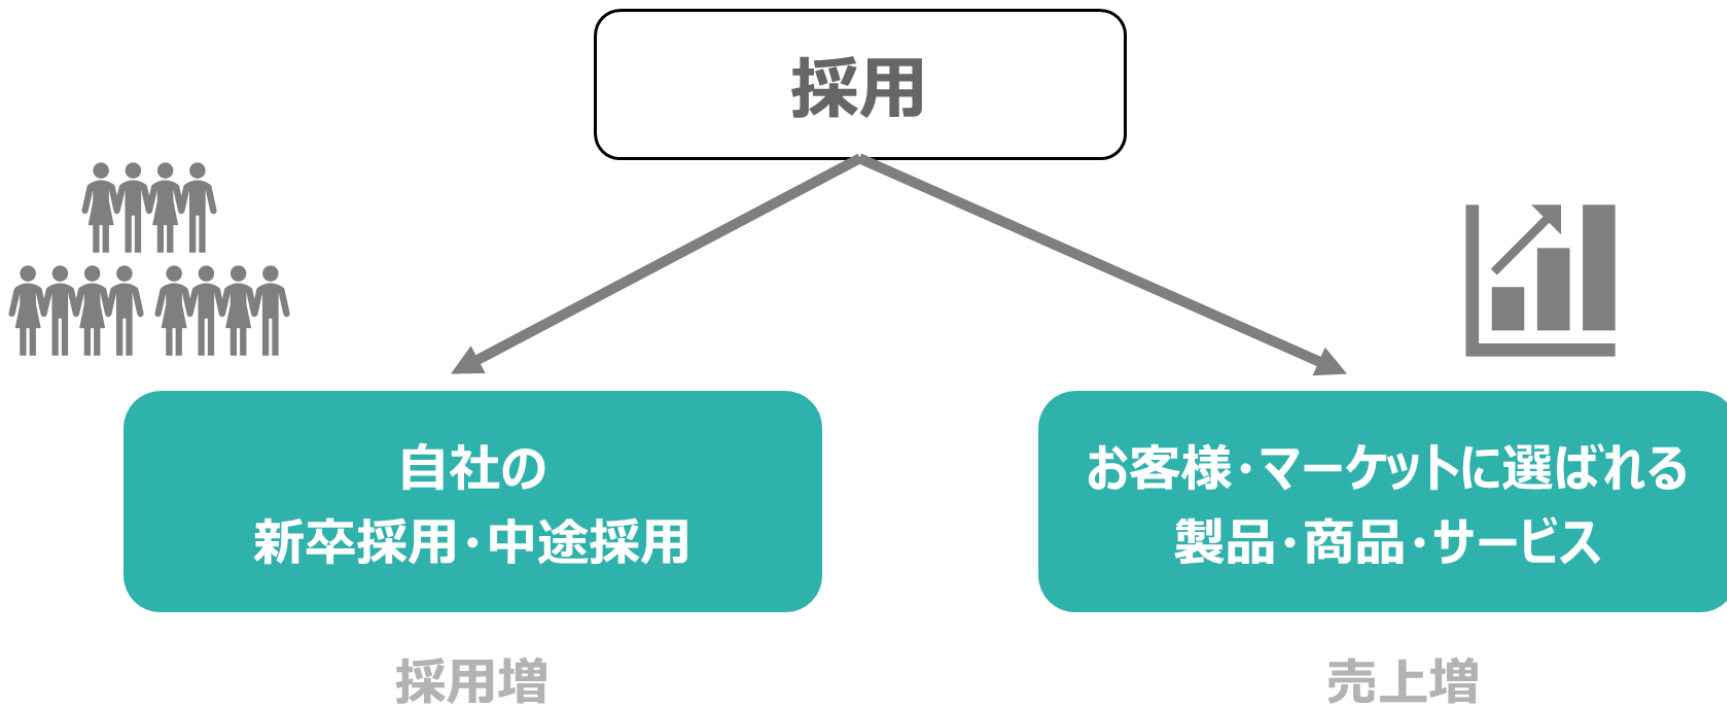 採用
自社の
新卒採用・中途採用
お客様・マーケットに選ばれる
製品・商品・サービス
採用増
売上増